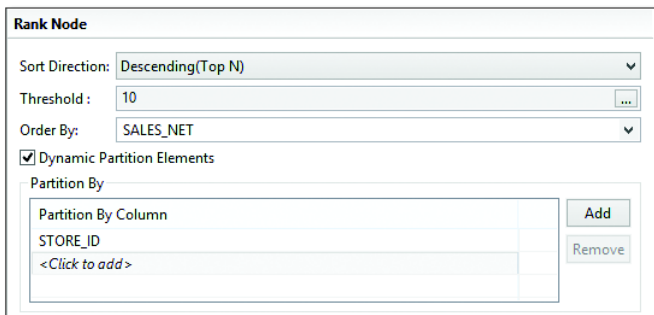 Rank Node
Sort Direction: Descending(Top N)
Threshold : 10 ...
Order By: SALES_NET
Dynamic Partition Elements
Partition By
Partition By Column
Add
STORE_ID
Remove
<Click to add>